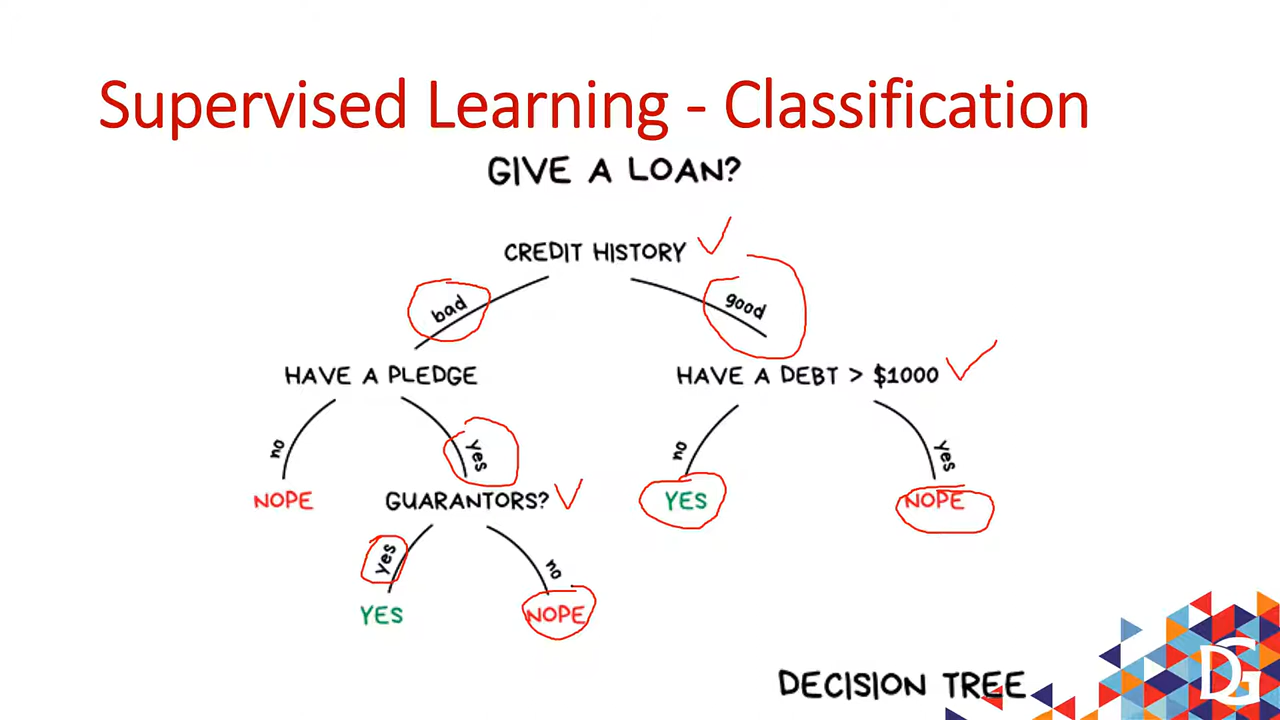 Supervised Learning - Classification
GIVE A LOAN?
CREDIT HISTORY
bad
good
HAVE A PLEDGE
HAVE A DEBT > $1000
no
yes
no
yes
NOPE
GUARANTORS?
YES
NOPE
yes
no
YES
NOPE
DECISION TREE
DG